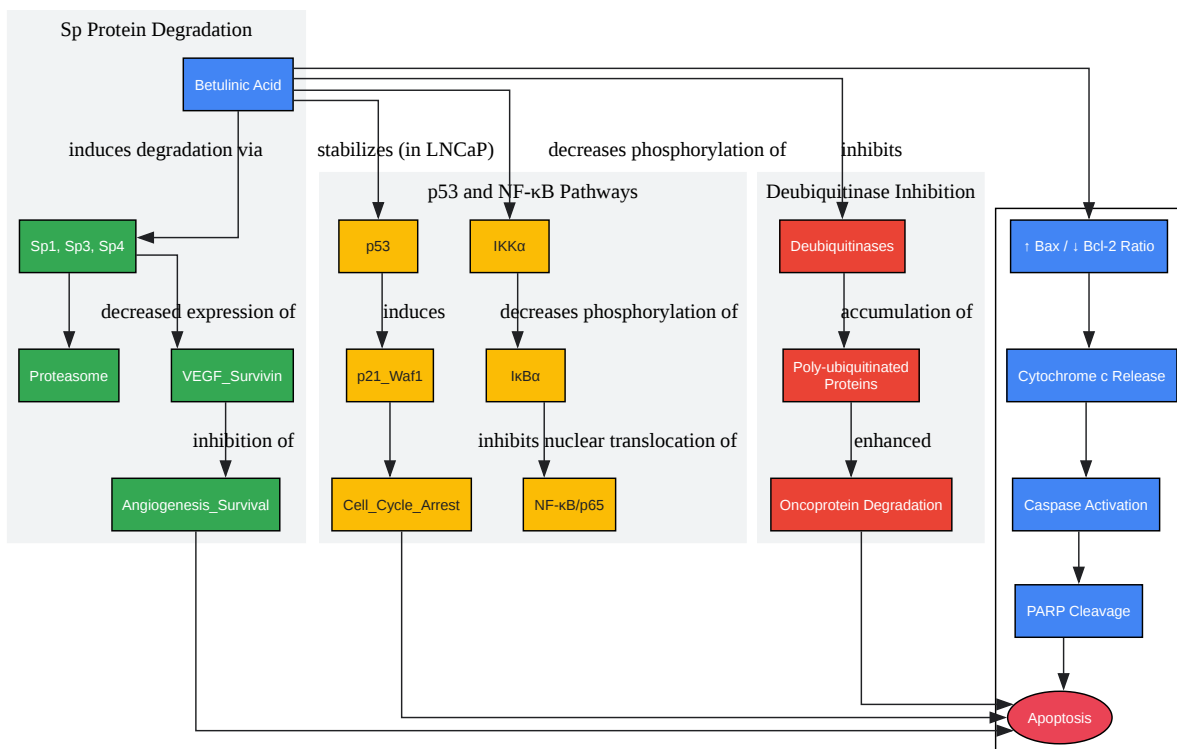 Sp Protein Degradation
Betulinic Acid
induces degradation via
stabilizes (in LNCaP)
decreases phosphorylation of
inhibits
p53 and NF-κB Pathways
Deubiquitinase Inhibition
Sp1, Sp3, Sp4
p53
IKKα
Deubiquitinases
↑ Bax / ↓ Bcl-2 Ratio
decreased expression of
induces
decreases phosphorylation of
accumulation of
Proteasome
VEGF_Survivin
p21_Waf1
IκBα
Poly-ubiquitinated
Proteins
Cytochrome c Release
inhibition of
inhibits nuclear translocation of
enhanced
Angiogenesis_Survival
Cell_Cycle_Arrest
NF-κB/p65
Oncoprotein Degradation
Caspase Activation
PARP Cleavage
Apoptosis